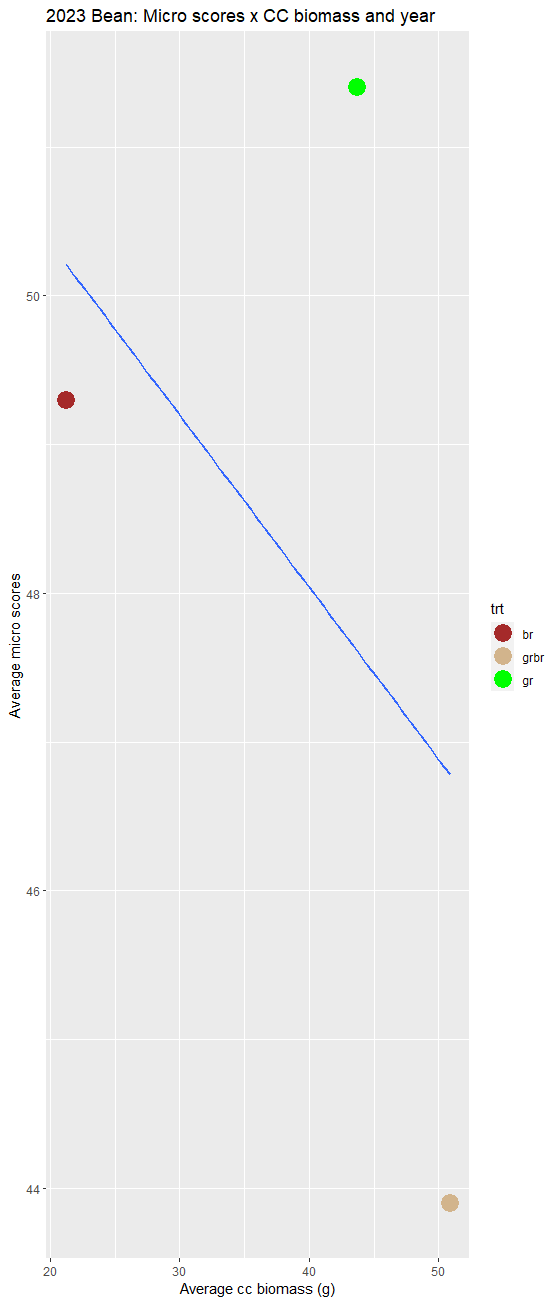 2023 Bean: Micro scores x CC biomass and year
50
48
46
44
Average micro scores
20 30 40 50
Average cc biomass (g)
trt
br
grbr
gr